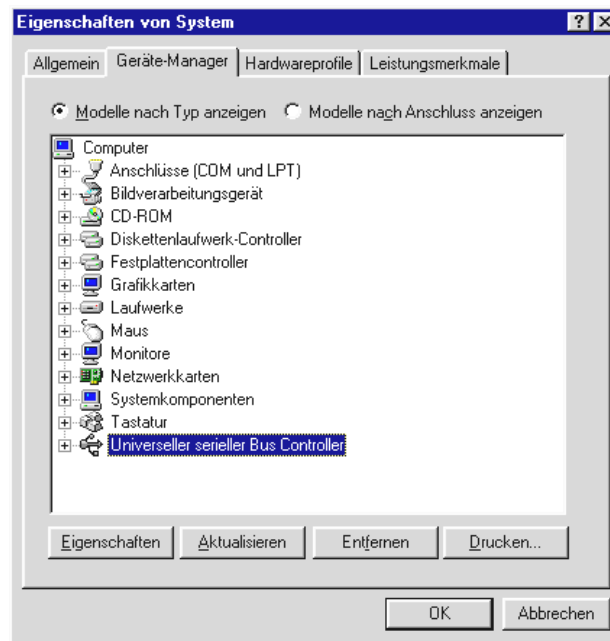 Eigenschaften von System
Allgemein Geräte-Manager Hardwareprofile Leistungsmerkmale
Modelle nach Typ anzeigen Modelle nach Anschluss anzeigen
Computer
Anschlüsse (COM und LPT)
Bildverarbeitungsgerät
CD-ROM
Diskettenlaufwerk-Controller
Festplattencontroller
Grafikkarten
Laufwerke
Maus
Monitore
Netzwerkkarten
Systemkomponenten
Tastatur
Universeller serieller Bus Controller
Eigenschaften Aktualisieren Entfernen Drucken...
OK Abbrechen